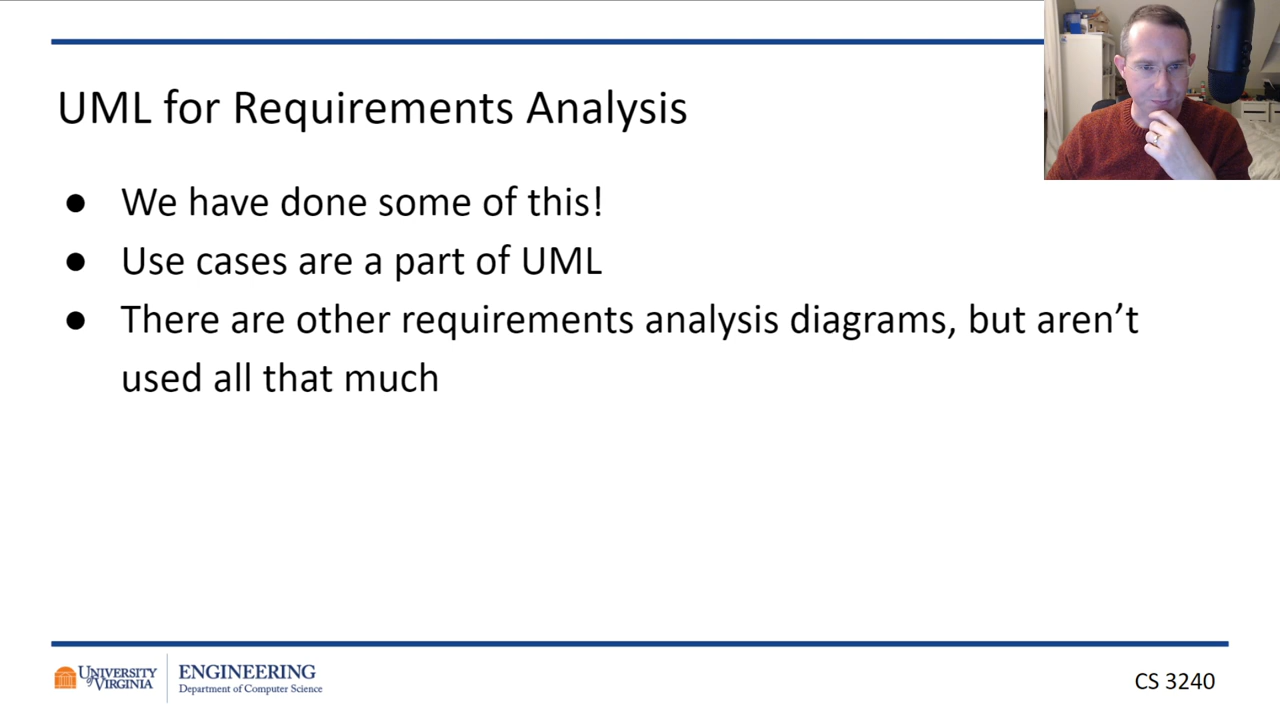 UML for Requirements Analysis
● We have done some of this!
● Use cases are a part of UML
● There are other requirements analysis diagrams, but aren’t
used all that much
UNIVERSITY
of VIRGINIA
ENGINEERING
Department of Computer Science
CS 3240